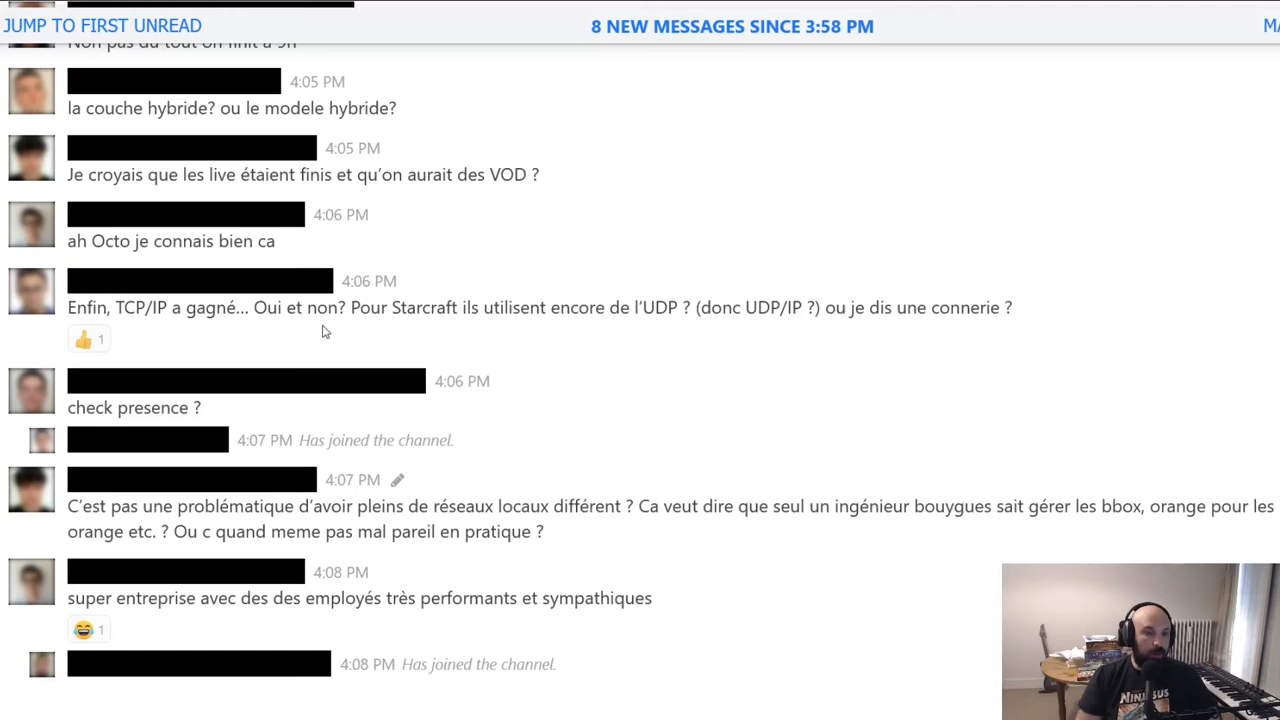 JUMP TO FIRST UNREAD
8 NEW MESSAGES SINCE 3:58 PM
Non pas du tout on finit à 9h
4:05 PM
la couche hybride? ou le modele hybride?
4:05 PM
Je croyais que les live étaient finis et qu'on aurait des VOD ?
4:06 PM
ah Octo je connais bien ca
4:06 PM
Enfin, TCP/IP a gagné… Oui et non? Pour Starcraft ils utilisent encore de l'UDP ? (donc UDP/IP ?) ou je dis une connerie ?
1
4:06 PM
check presence ?
4:07 PM Has joined the channel.
4:07 PM
C'est pas une problématique d'avoir pleins de réseaux locaux différent ? Ca veut dire que seul un ingénieur bouygues sait gérer les bbox, orange pour les
orange etc. ? Ou c quand meme pas mal pareil en pratique ?
4:08 PM
super entreprise avec des des employés très performants et sympathiques
1
4:08 PM Has joined the channel.